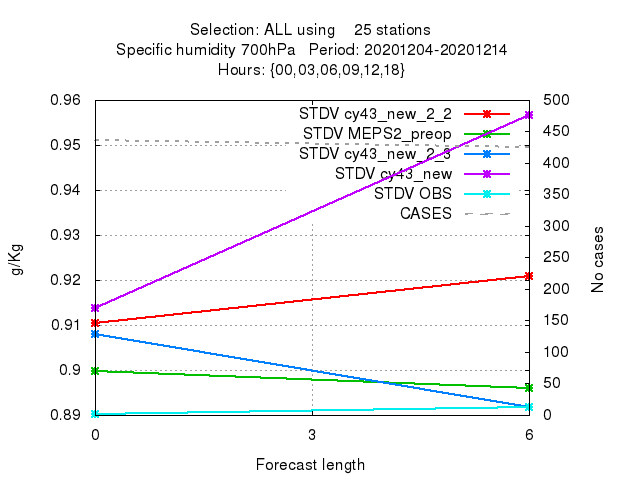 Selection: ALL using 25 stations
Specific humidity 700hPa Period: 20201204-20201214
Hours: {00,03,06,09,12,18}
0.96 500
STDV cy43_new_2_2
450
STDV MEPS2_preop
0.95
STDV cy43_new_2_3
400
STDV cy43_new
0.94 350
STDV OBS
CASES
300
0.93
250
g/Kg
No cases
0.92 200
150
0.91
100
0.9
50
0.89 0
0 3 6
Forecast length